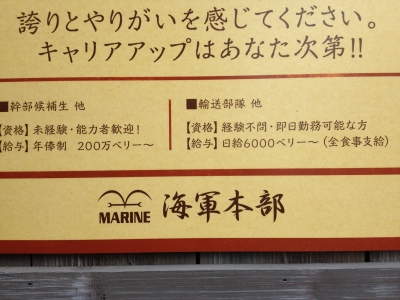 誇りとやりがいを感じてください。
キャリアアップはあなた次第!!
■幹部候補生 他
【資格】未経験・能力者歓迎！
【給与】年俸制 200万ベリー〜
■輸送部隊 他
【資格】経験不問・即日勤務可能な方
【給与】日給6000ベリー〜（全食事支給）
MARINE 海軍本部